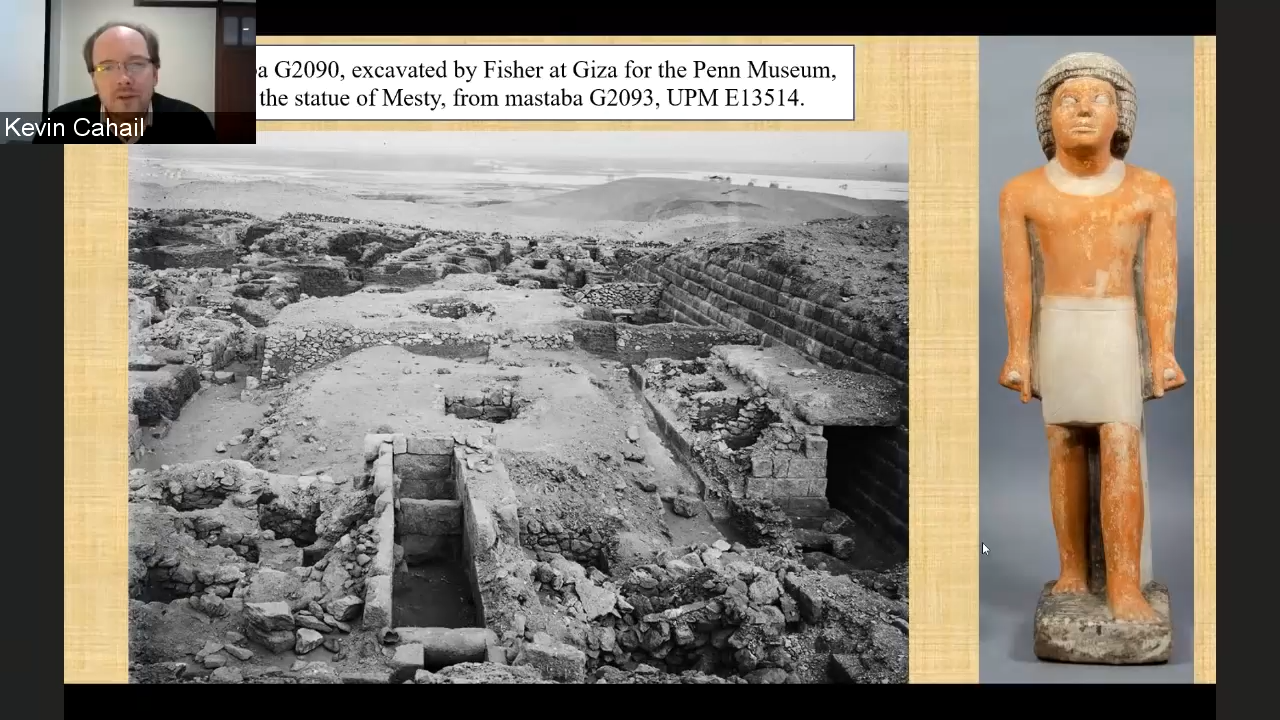 G2090, excavated by Fisher at Giza for the Penn Museum,
the statue of Mesty, from mastaba G2093, UPM E13514.
Kevin Cahail